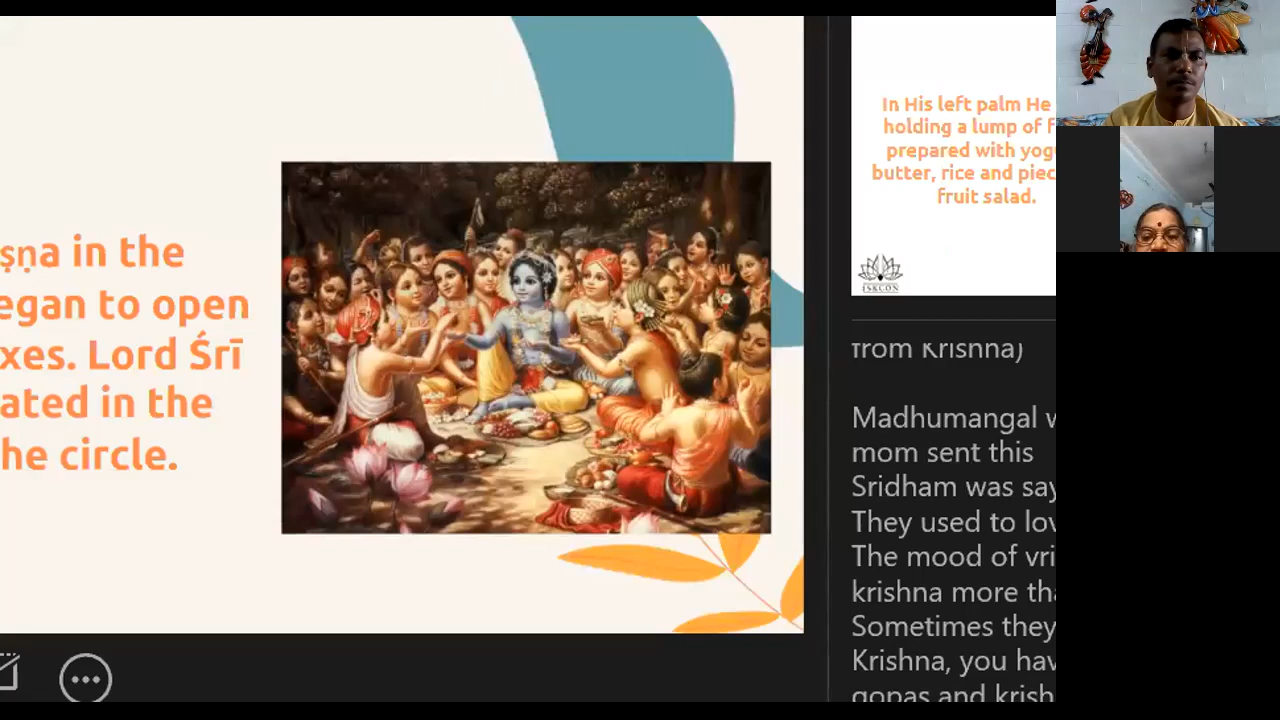 ṣṇa in the
egan to open
xes. Lord Śrī
ated in the
he circle.
In His left palm He
holding a lump of f
prepared with yog
butter, rice and piec
fruit salad.
ISKCON
from Krishna)
Madhumangal w
mom sent this
Sridham was say
They used to lov
The mood of vri
krishna more tha
Sometimes they
Krishna, you hav
gopas and krish